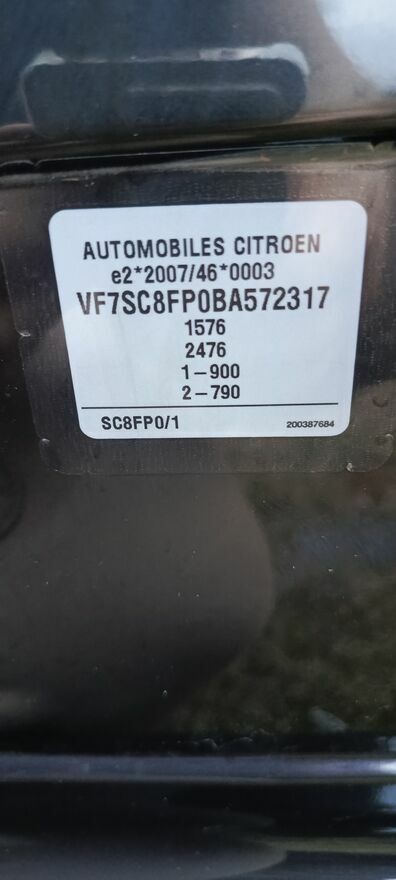 AUTOMOBILES CITROEN
e2*2007/46*0003
VF7SC8FP0BA572317
1576
2476
1-900
2-790
SC8FP0/1 200387684